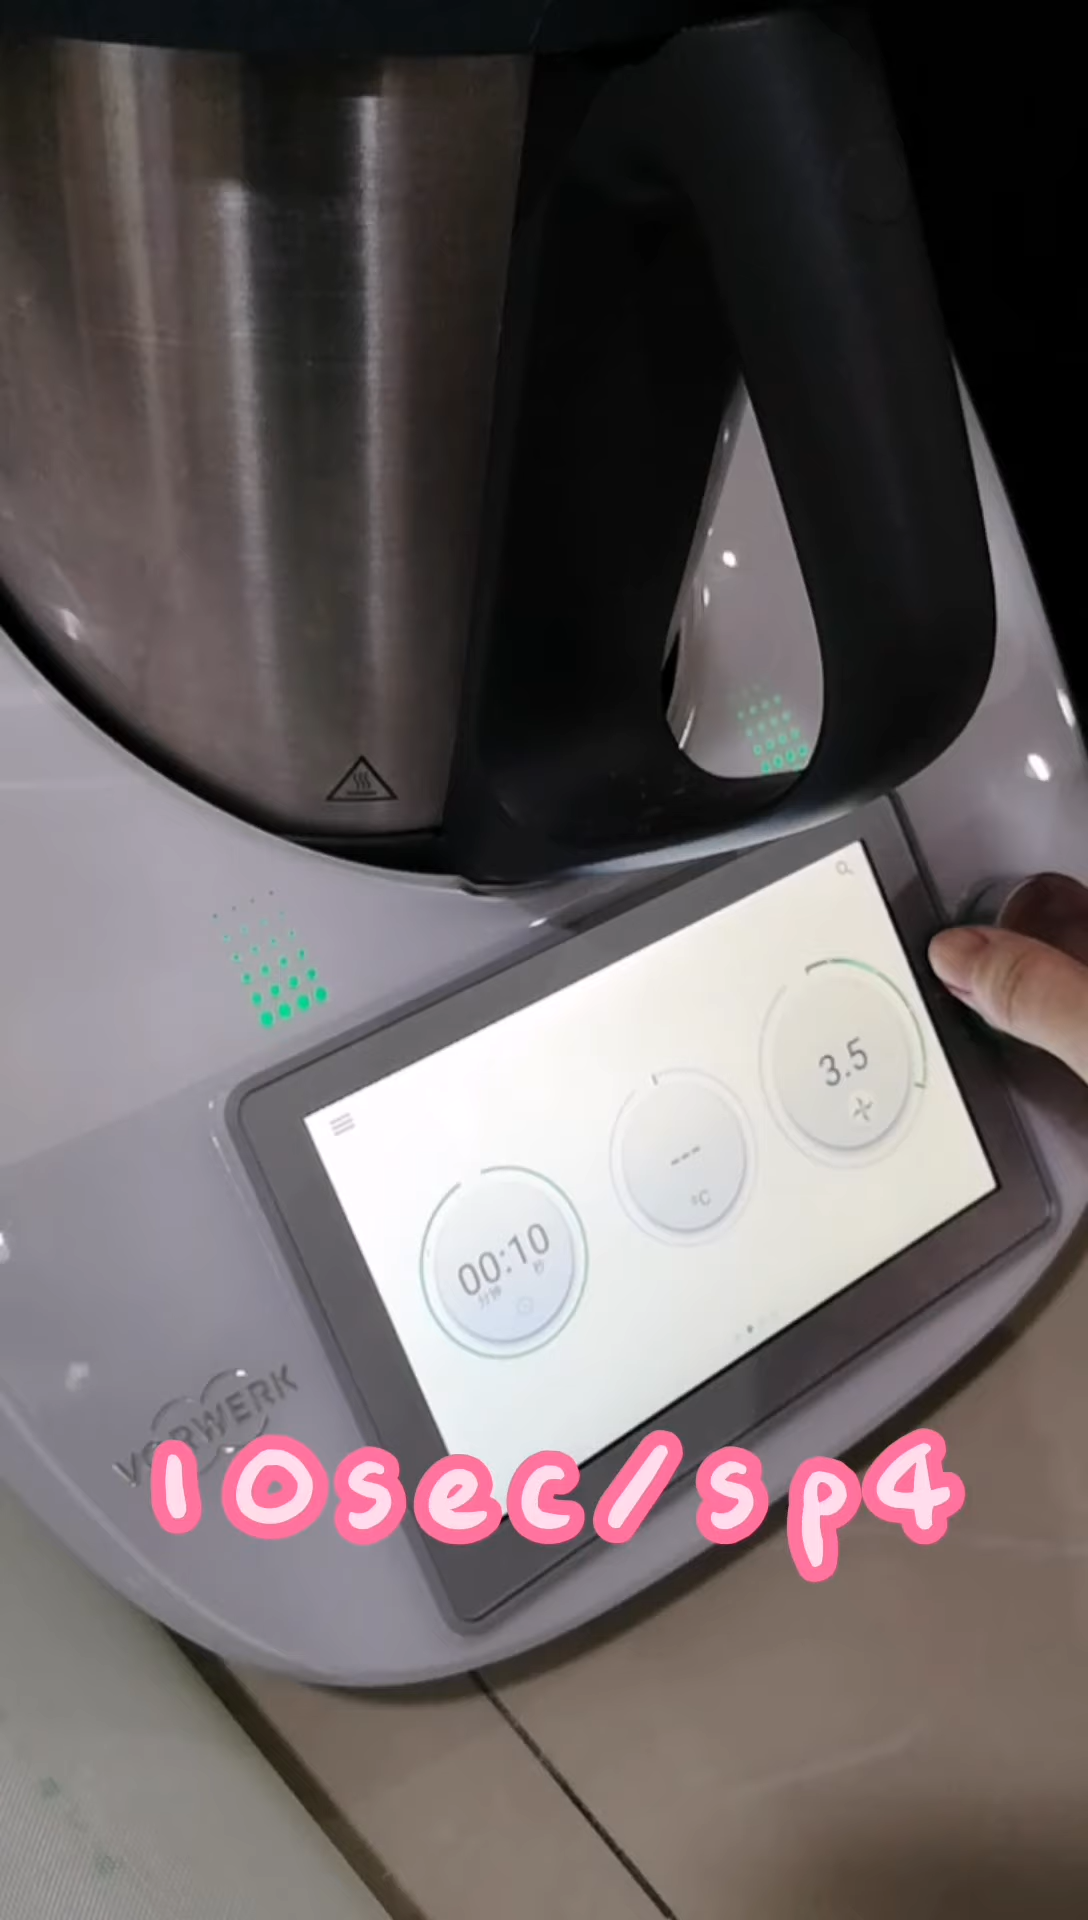 3.5
---
°C
00:10
分钟 秒
VORWERK
10sec/sp4